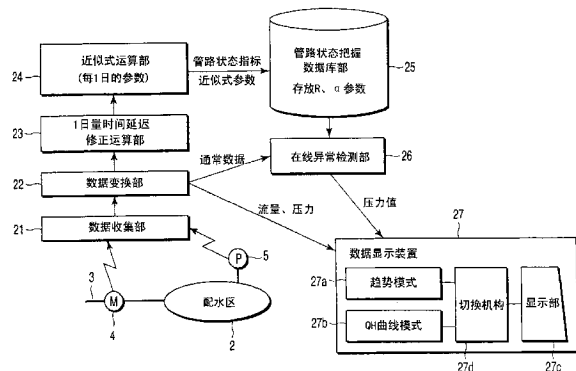 24
近似式运算部
(每1日的参数)
管路状态指标
近似式参数
管路状态把握
数据库部
存放R、α参数
25
23
1日量时间延迟
修正运算部
22
数据变换部
通常数据
在线异常检测部
26
21
数据收集部
流量、压力
压力值
27
3
M
4
P
5
配水区
2
数据显示装置
27a
趋势模式
27b
QH曲线模式
切换机构
27d
显示部
27c